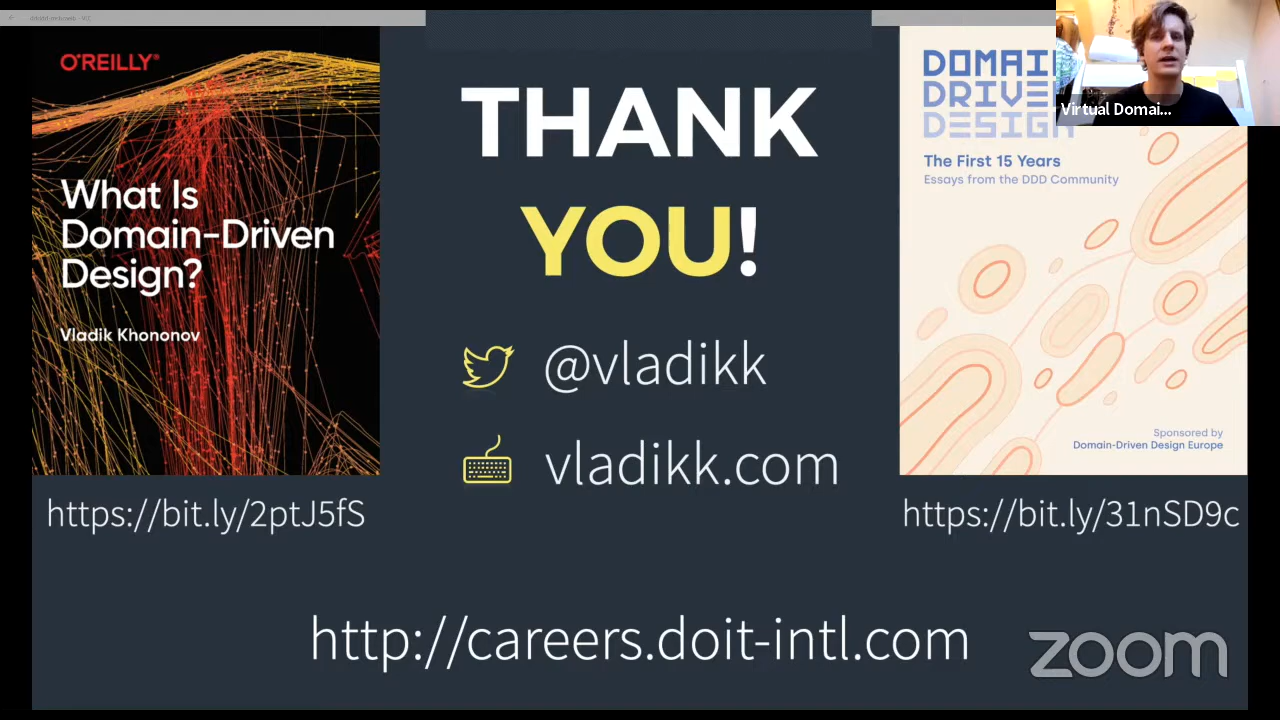 O'REILLY®
What Is
Domain-Driven
Design?
Vladik Khononov
https://bit.ly/2ptJ5fS
THANK
YOU!
@vladikk
vladikk.com
DOMAI
DRIVE
DESIGN
The First 15 Years
Essays from the DDD Community
Sponsored by
Domain-Driven Design Europe
https://bit.ly/31nSD9c
Virtual Domai...
http://careers.doit-intl.com
zoom